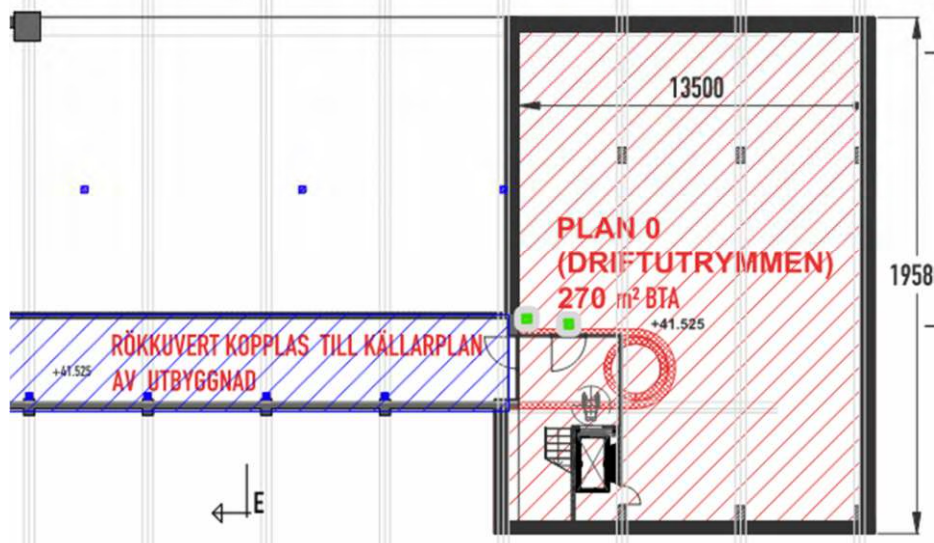 13500
PLAN 0
(DRIFTUTRYMMEN)
270 m² BTA
+41.525
1958
RÖKKUVERT KOPPLAS TILL KÄLLARPLAN
+41.525
AV UTBYGGNAD
E